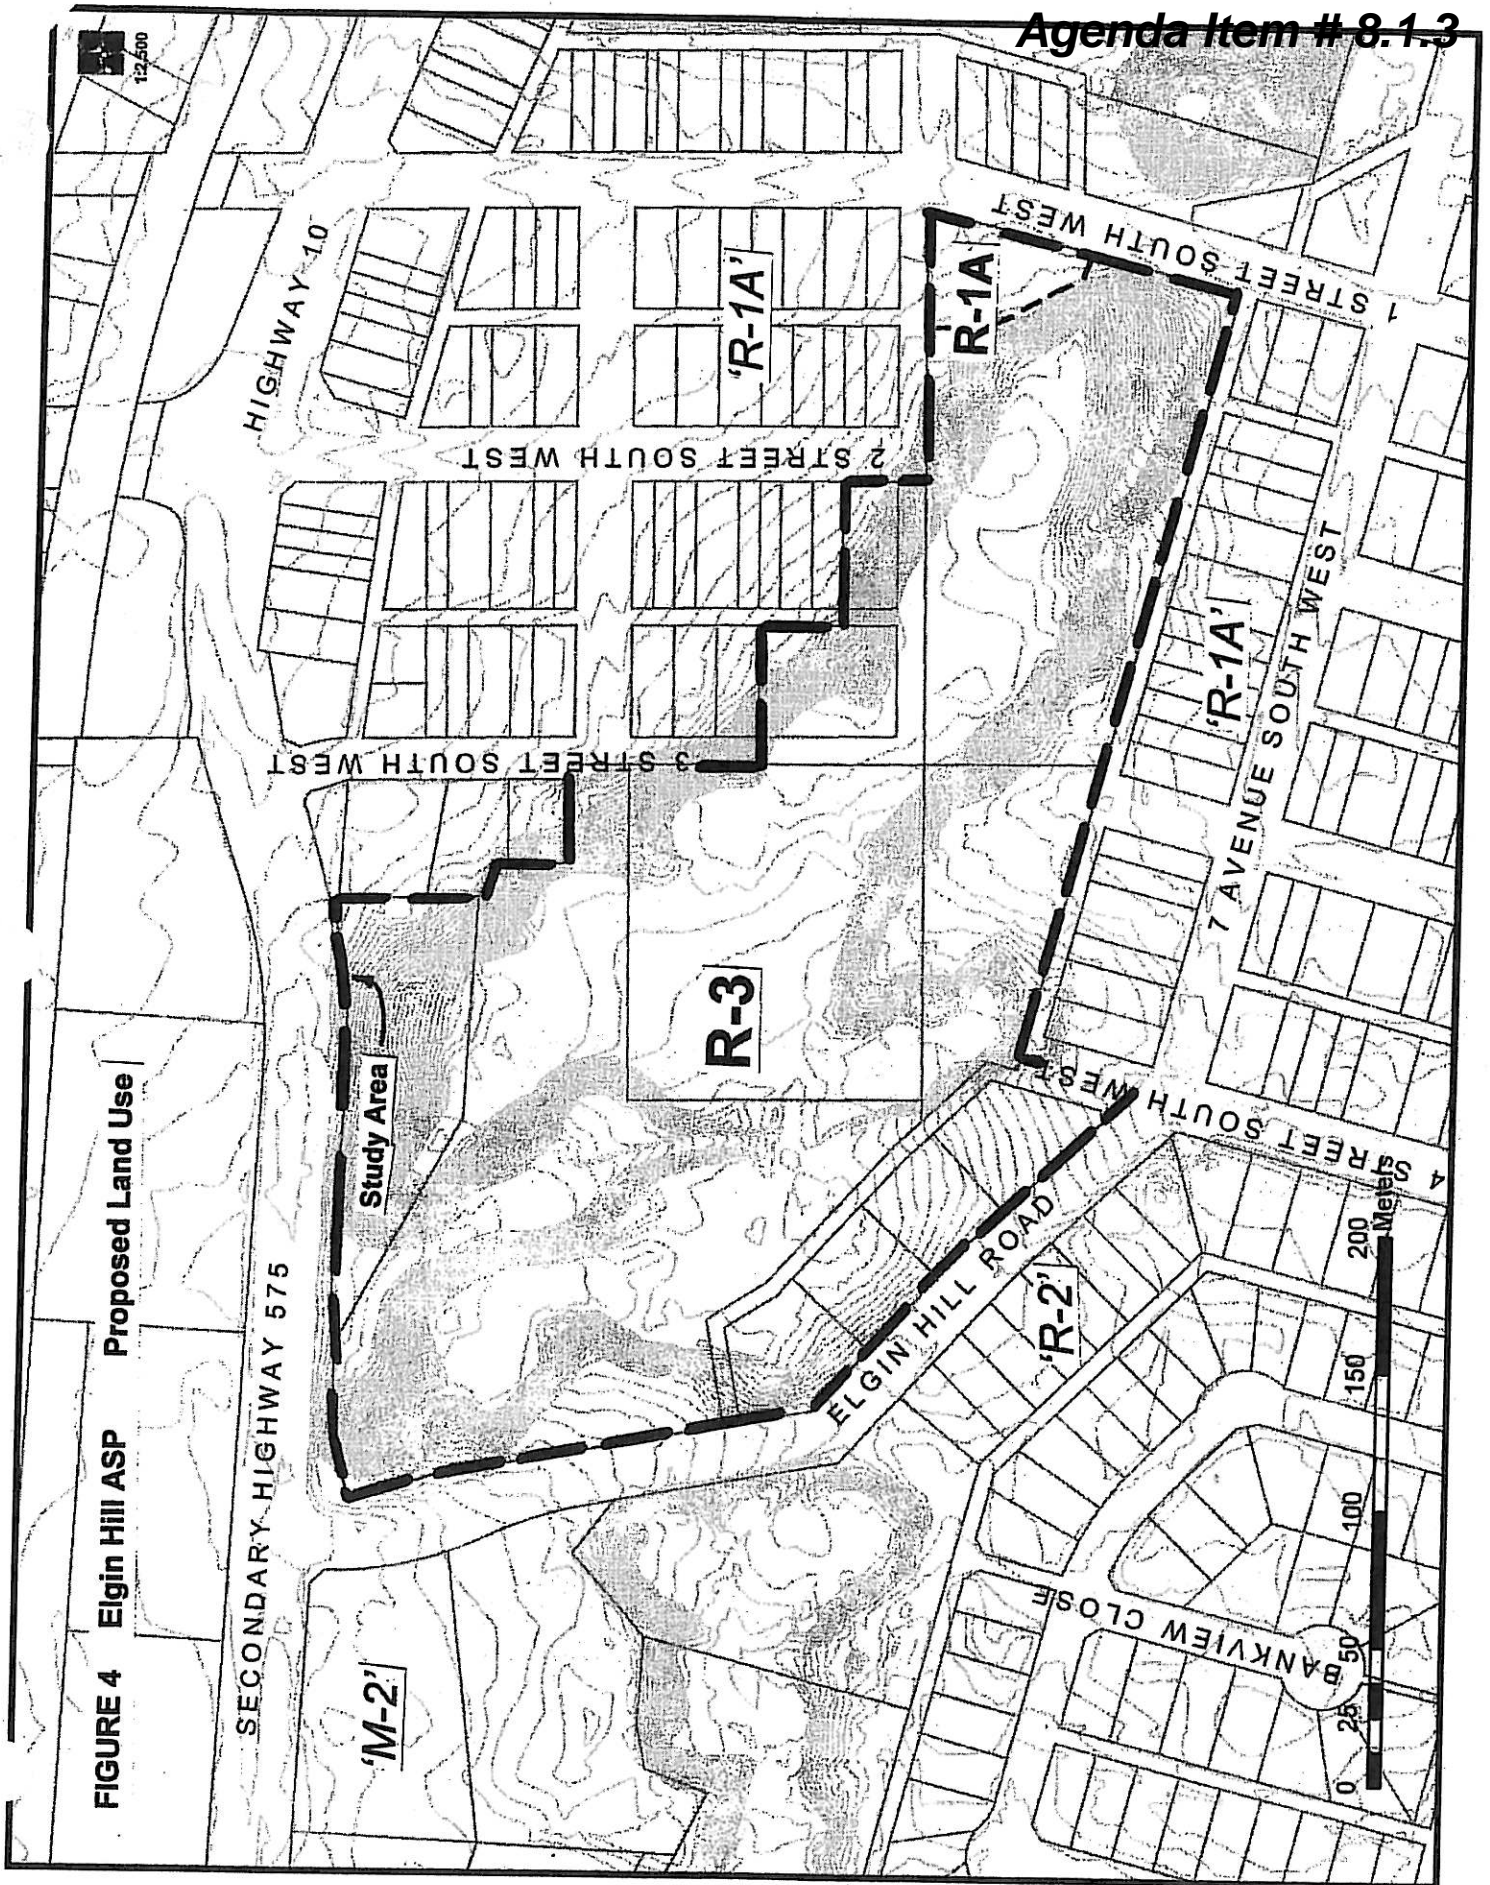 Agenda Item # 8.1.3
1:2,500
FIGURE 4 Elgin Hill ASP Proposed Land Use
SECONDARY HIGHWAY 575
HIGHWAY 10
'M-2'
Study Area
3 STREET SOUTH WEST
2 STREET SOUTH WEST
'R-1A'
R-3
R-1A
1 STREET SOUTH WEST
ELGIN HILL ROAD
'R-2'
4 STREET SOUTH WEST
7 AVENUE SOUTH WEST
'R-1A'
BANKVIEW CLOSE
0 25 50 100 150 200
Meters